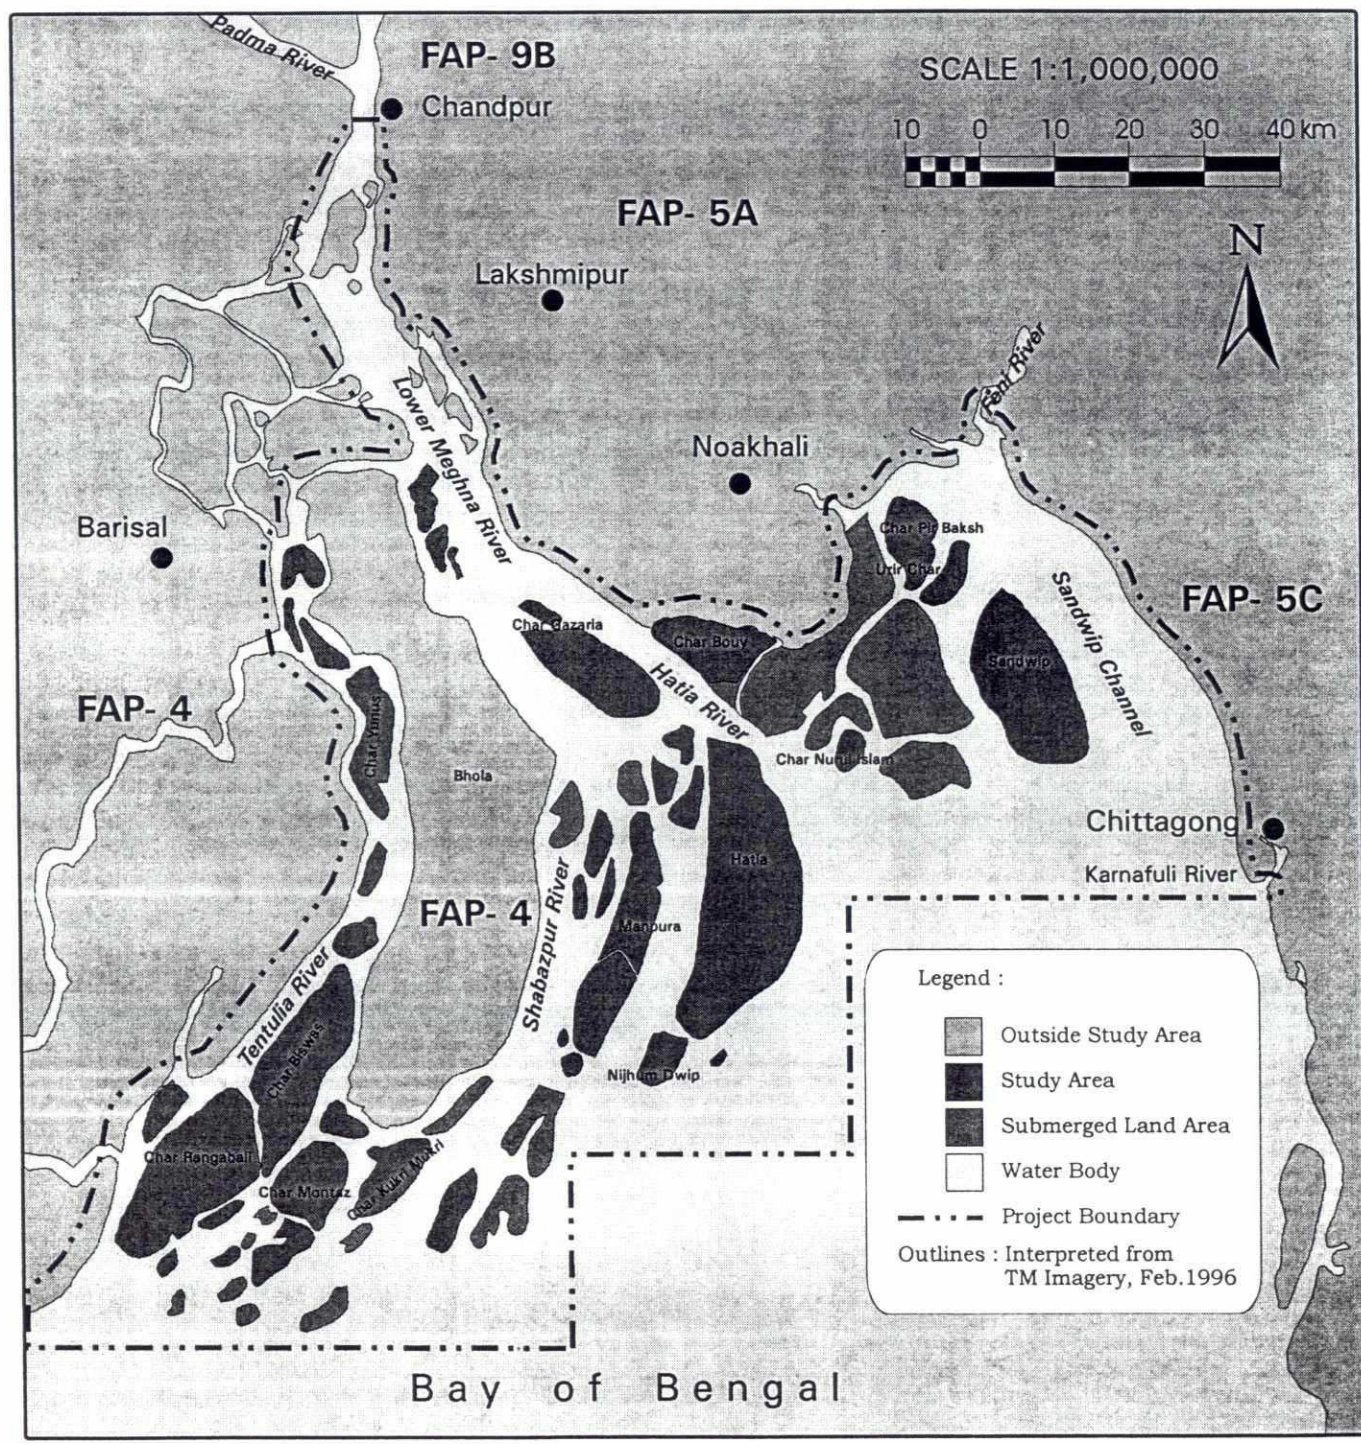 Padma River
FAP- 9B
SCALE 1:1,000,000
Chandpur
10 0 10 20 30 40 km
FAP- 5A
N
Lakshmipur
Feni River
Lower Meghna River
Noakhali
Barisal
Char Pir Baksh
Urir Char
Sandwip Channel
FAP- 5C
Char Gazaria
Char Bouy
Sandwip
Hatia River
FAP- 4
Char Yunus
Bhola
Char Nurul Islam
Chittagong
Hatia
Karnafuli River
FAP- 4
Shabazpur River
Manpura
Tentulia River
Char Biswas
Nijhum Dwip
Char Rangabali
Char Montaz
Char Kukri Mukri
Legend :
Outside Study Area
Study Area
Submerged Land Area
Water Body
Project Boundary
Outlines : Interpreted from
TM Imagery, Feb.1996
Bay of Bengal